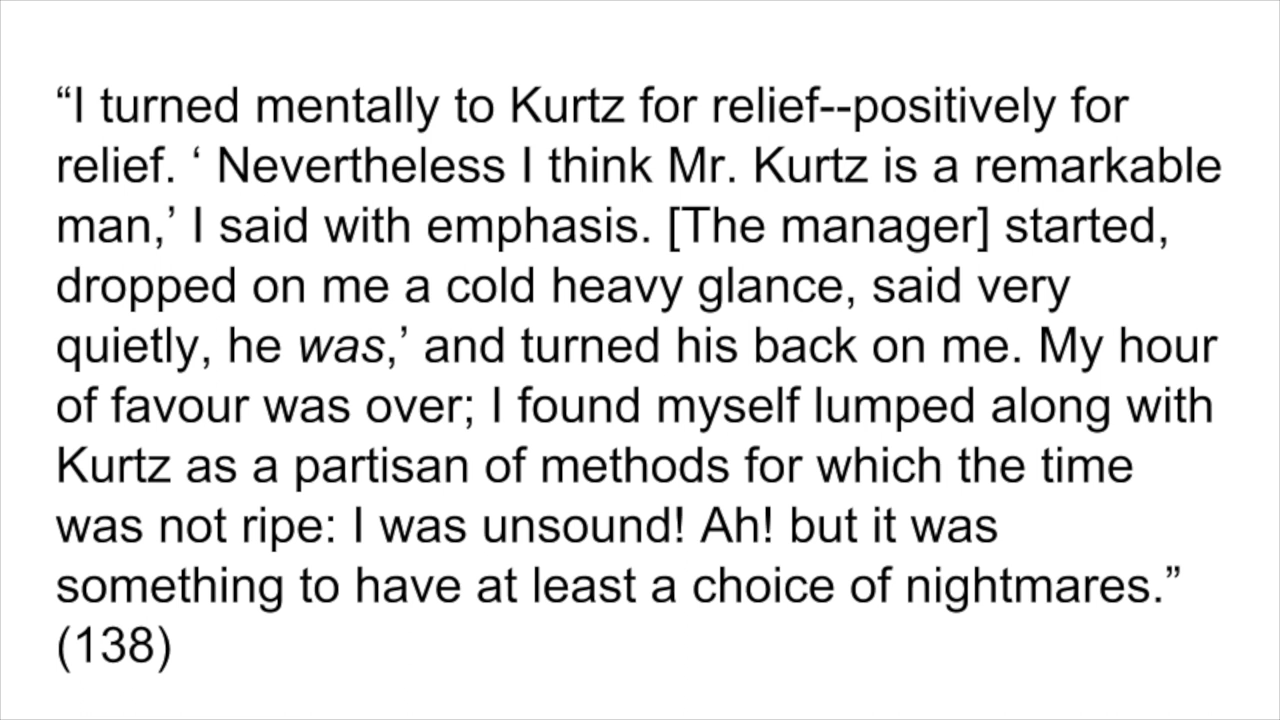 “I turned mentally to Kurtz for relief--positively for
relief. ‘ Nevertheless I think Mr. Kurtz is a remarkable
man,’ I said with emphasis. [The manager] started,
dropped on me a cold heavy glance, said very
quietly, he was,’ and turned his back on me. My hour
of favour was over; I found myself lumped along with
Kurtz as a partisan of methods for which the time
was not ripe: I was unsound! Ah! but it was
something to have at least a choice of nightmares.”
(138)